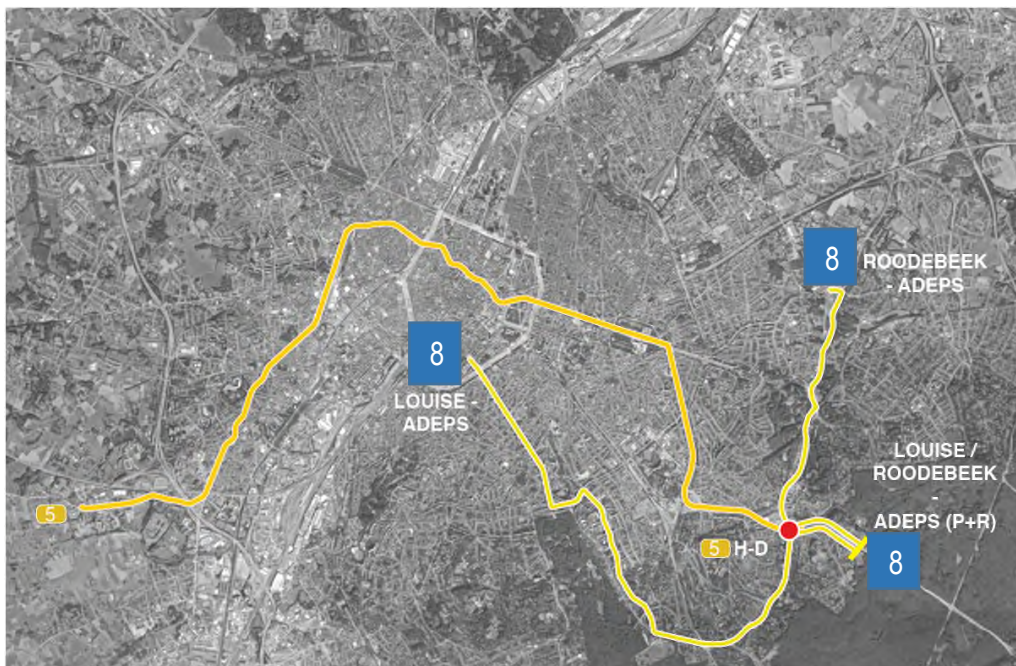 8
ROODEBEEK
- ADEPS
8
LOUISE -
ADEPS
LOUISE /
ROODEBEEK
-
ADEPS (P+R)
5
5 H-D
8